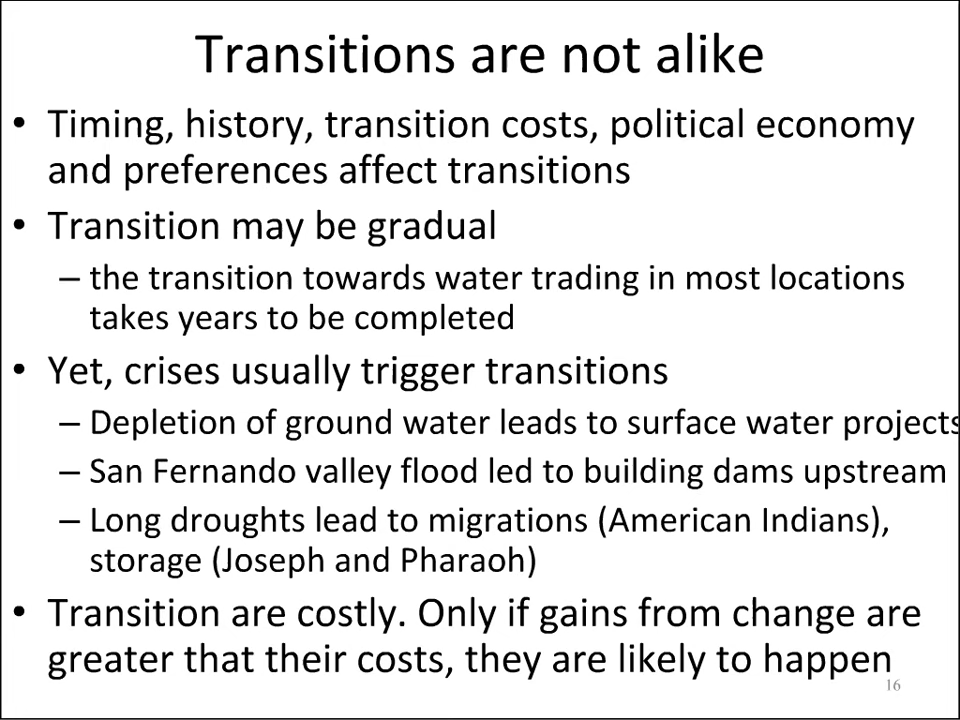 Transitions are not alike
• Timing, history, transition costs, political economy
and preferences affect transitions
• Transition may be gradual
– the transition towards water trading in most locations
takes years to be completed
• Yet, crises usually trigger transitions
– Depletion of ground water leads to surface water projects
– San Fernando valley flood led to building dams upstream
– Long droughts lead to migrations (American Indians),
storage (Joseph and Pharaoh)
• Transition are costly. Only if gains from change are
greater that their costs, they are likely to happen
16